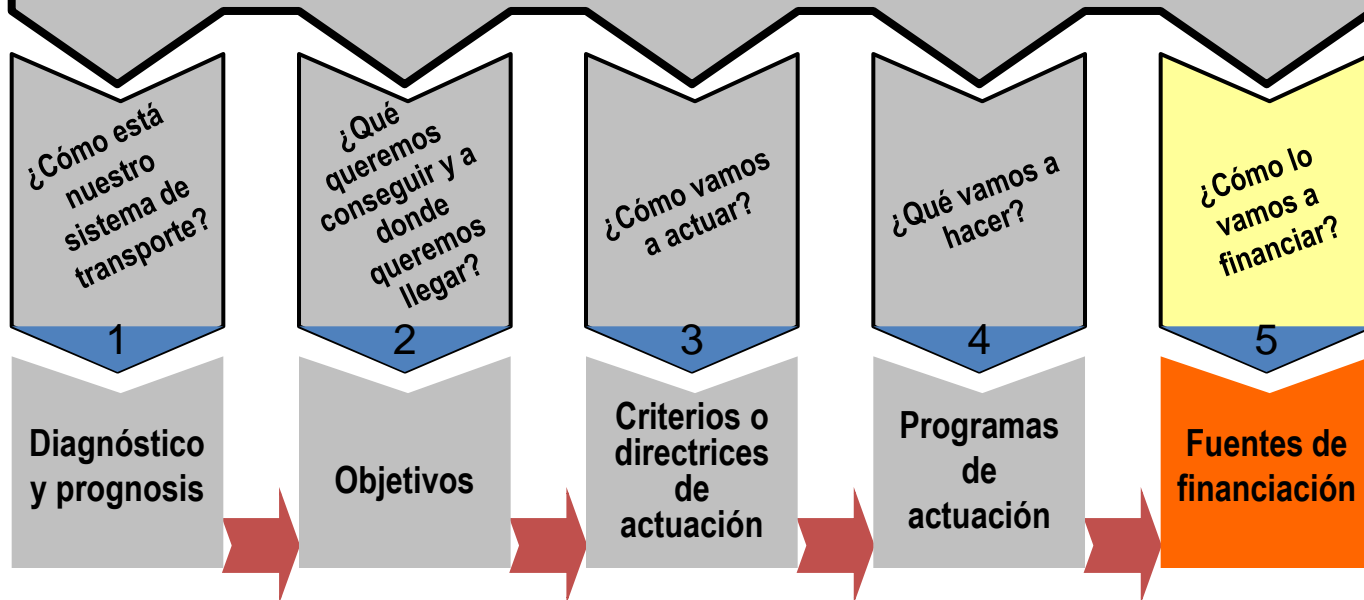 ¿Cómo está
nuestro
sistema de
transporte?
1
Diagnóstico
y prognosis
¿Qué
queremos
conseguir y a
donde
queremos
llegar?
2
Objetivos
¿Cómo vamos
a actuar?
3
Criterios o
directrices
de
actuación
¿Qué vamos a
hacer?
4
Programas
de
actuación
¿Cómo lo
vamos a
financiar?
5
Fuentes de
financiación